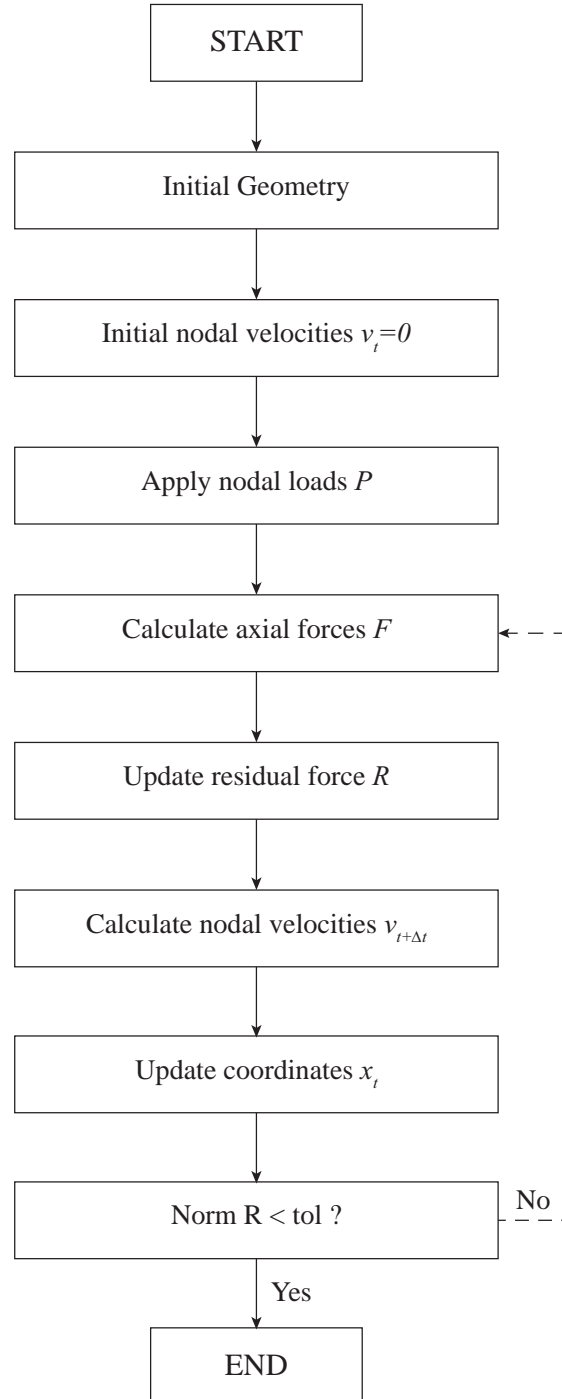 START
Initial Geometry
Initial nodal velocities v_t=0
Apply nodal loads P
Calculate axial forces F
Update residual force R
Calculate nodal velocities v_{t+Δt}
Update coordinates x_t
Norm R < tol ?
No
Yes
END